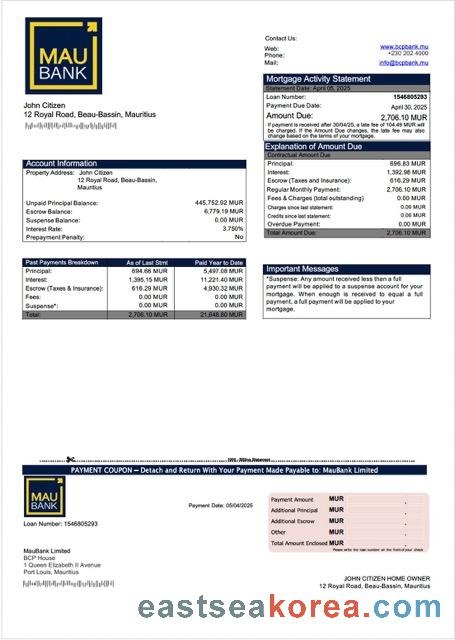 MAU
BANK
Contact Us:
Web: www.bcpbank.mu
Phone: +230 202 4000
Mail: info@bcpbank.mu
John Citizen
12 Royal Road, Beau-Bassin, Mauritius
Mortgage Activity Statement
Statement Date: April 05, 2025
Loan Number: 1546805293
Payment Due Date: April 30, 2025
Amount Due: 2,706.10 MUR
If payment is received after 30/04/25, a late fee of 104.49 MUR will
be charged. If the Amount Due changes, the late fee may also
change based on the terms of your mortgage.
Explanation of Amount Due
Contractual Amount Due
Principal: 696.83 MUR
Interest: 1,392.98 MUR
Escrow (Taxes and Insurance): 616.29 MUR
Regular Monthly Payment: 2,706.10 MUR
Fees & Charges (total outstanding) 0.00 MUR
Charges since last statement: 0.00 MUR
Credits since last statement: 0.00 MUR
Overdue Payment: 0.00 MUR
Total Amount Due: 2,706.10 MUR
Account Information
Property Address: John Citizen
12 Royal Road, Beau-Bassin,
Mauritius
Unpaid Principal Balance: 445,752.92 MUR
Escrow Balance: 6,779.19 MUR
Suspense Balance: 0.00 MUR
Interest Rate: 3.750%
Prepayment Penalty: No
Past Payments Breakdown As of Last Stmt Paid Year to Date
Principal: 694.66 MUR 5,497.08 MUR
Interest: 1,395.15 MUR 11,221.40 MUR
Escrow (Taxes & Insurance): 616.29 MUR 4,930.32 MUR
Fees: 0.00 MUR 0.00 MUR
Suspense*: 0.00 MUR 0.00 MUR
Total: 2,706.10 MUR 21,648.80 MUR
Important Messages
*Suspense: Any amount received less than a full
payment will be applied to a suspense account for your
mortgage. When enough is received to equal a full
payment, a full payment will be applied to your
mortgage.
PAYMENT COUPON – Detach and Return With Your Payment Made Payable to: MauBank Limited
MAU
BANK
Payment Date: 05/04/2025
Loan Number: 1546805293
Payment Amount MUR
Additional Principal MUR
Additional Escrow MUR
Other MUR
Total Amount Enclosed MUR
Please write the loan number on the front of your check
MauBank Limited
BCP House
1 Queen Elizabeth II Avenue
Port Louis, Mauritius
JOHN CITIZEN HOME OWNER
12 Royal Road, Beau-Bassin, Mauritius
eastseakorea.com